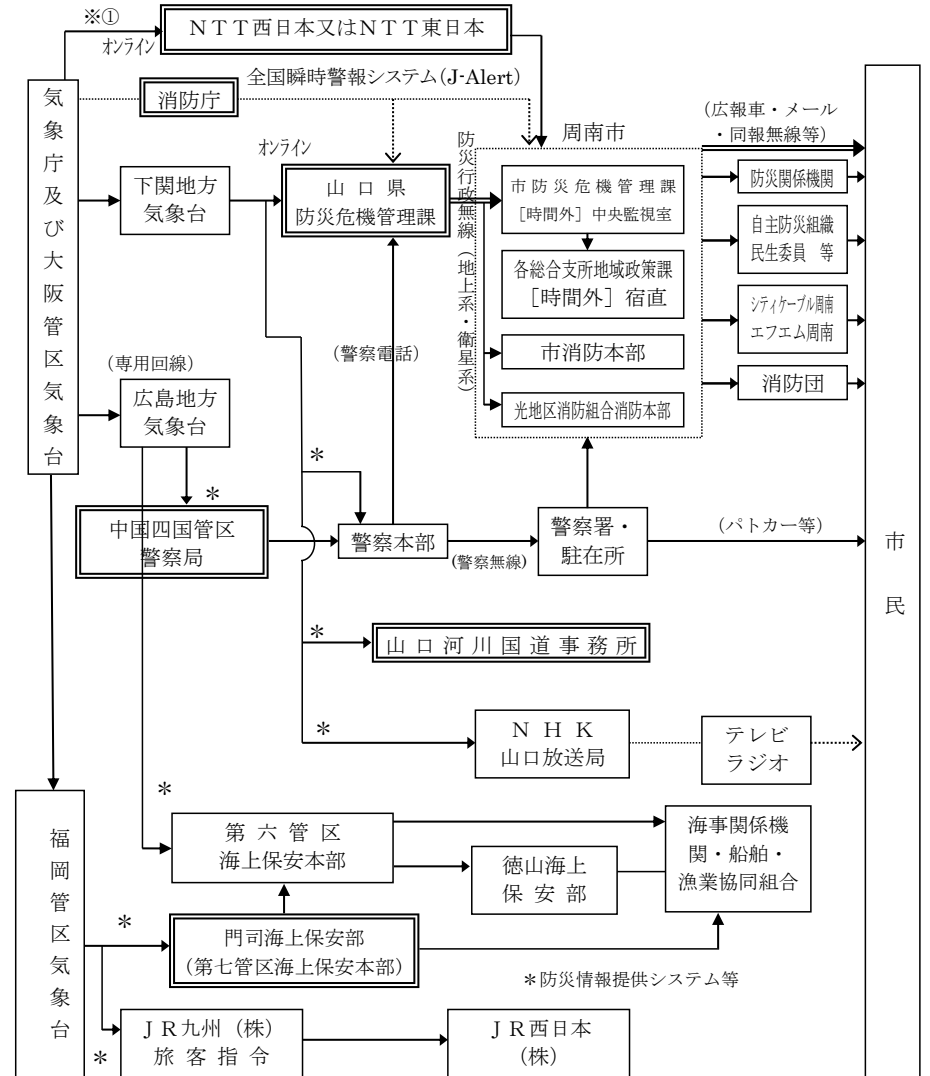 ※①
オンライン
ＮＴＴ西日本又はＮＴＴ東日本
全国瞬時警報システム(J-Alert)
消防庁
気象庁及び大阪管区気象台
オンライン
下関地方
気象台
山口県
防災危機管理課
防災行政無線（地上系・衛星系）
周南市
市防災危機管理課
［時間外］中央監視室
各総合支所地域政策課
［時間外］宿直
市消防本部
光地区消防組合消防本部
(広報車・メール
・同報無線等)
防災関係機関
自主防災組織
民生委員　等
シティケーブル周南
エフエム周南
消防団
市民
(警察電話)
(専用回線)
広島地方
気象台
＊
＊
中国四国管区
警察局
警察本部
(警察無線)
警察署・
駐在所
(パトカー等)
＊
山口河川国道事務所
＊
ＮＨＫ
山口放送局
テレビ
ラジオ
＊
福岡管区気象台
第六管区
海上保安本部
徳山海上
保安部
海事関係機
関・船舶・
漁業協同組合
＊
門司海上保安部
(第七管区海上保安本部)
＊防災情報提供システム等
＊
ＪＲ九州（株）
旅客指令
ＪＲ西日本
（株）